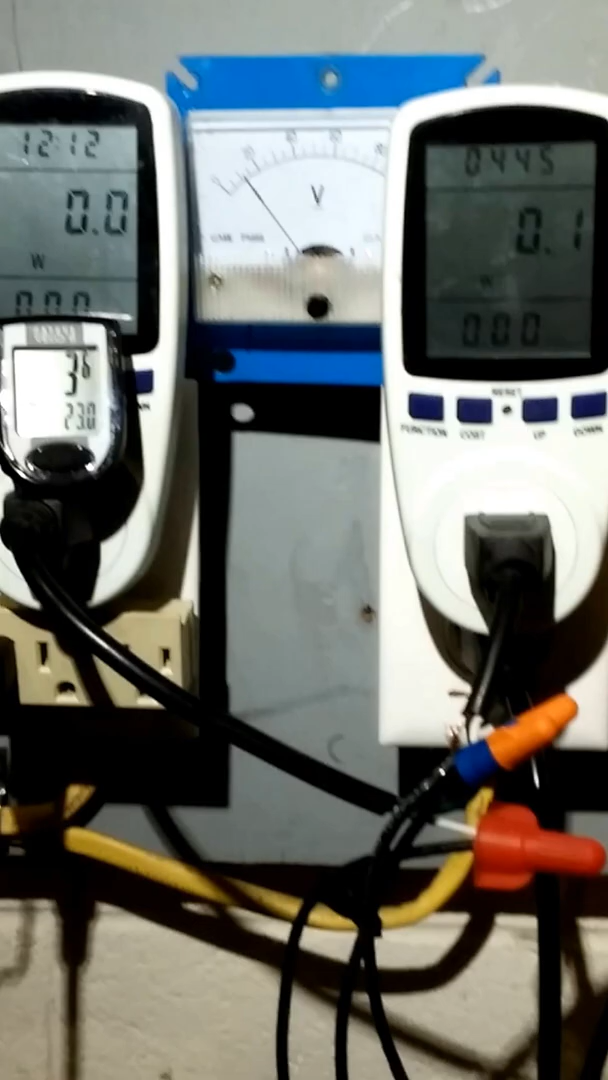 12:12
0.0
W
0.00
36
23.0
V
0445
0.1
0.00
RESET
FUNCTION COST UP DOWN